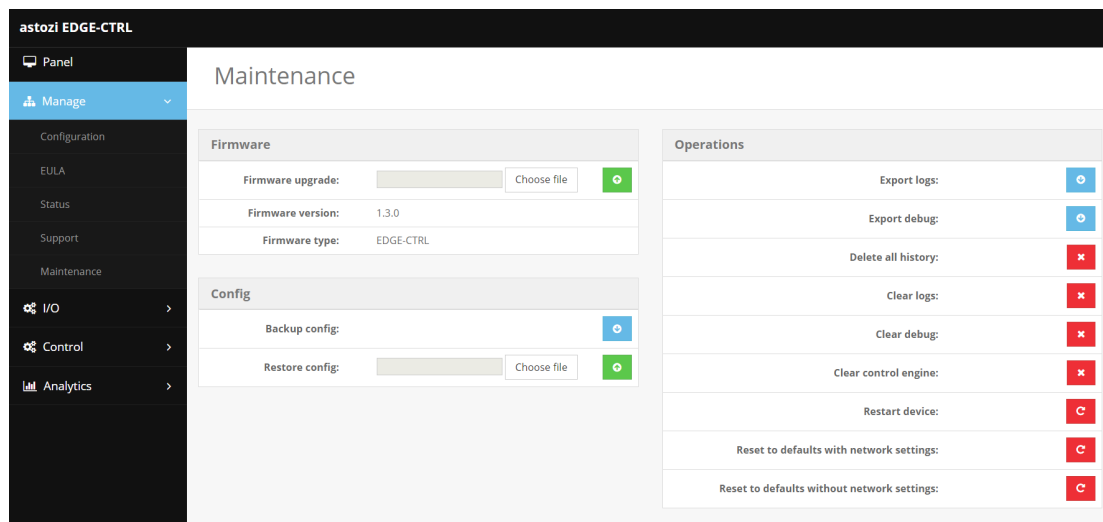 astozi EDGE-CTRL
Panel
Manage
Configuration
EULA
Status
Support
Maintenance
I/O
Control
Analytics
Maintenance
Firmware
Firmware upgrade: Choose file
Firmware version: 1.3.0
Firmware type: EDGE-CTRL
Config
Backup config:
Restore config: Choose file
Operations
Export logs:
Export debug:
Delete all history:
Clear logs:
Clear debug:
Clear control engine:
Restart device:
Reset to defaults with network settings:
Reset to defaults without network settings: